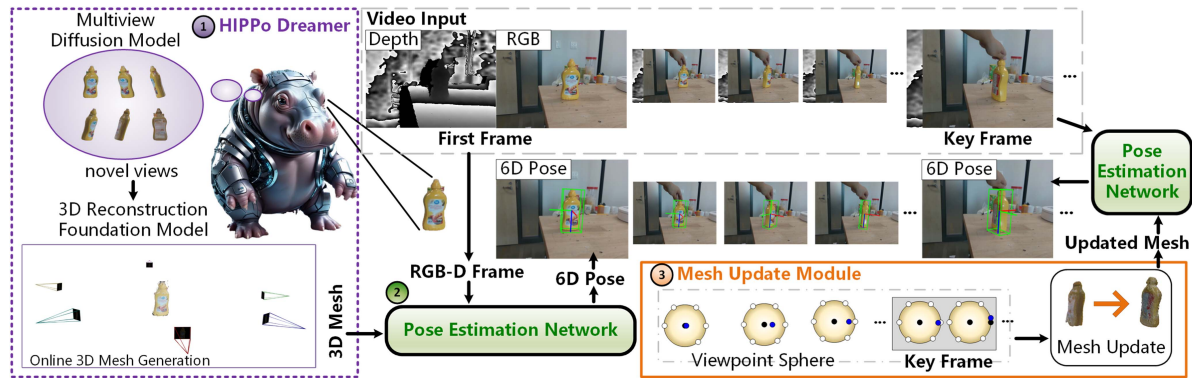 Multiview
Diffusion Model
1 HIPPo Dreamer
novel views
3D Reconstruction
Foundation Model
Online 3D Mesh Generation
3D Mesh
Video Input
Depth
RGB
...
...
First Frame
Key Frame
6D Pose
...
6D Pose
...
Pose
Estimation
Network
RGB-D Frame
6D Pose
2
Pose Estimation Network
Updated Mesh
3 Mesh Update Module
...
...
Viewpoint Sphere
Key Frame
Mesh Update